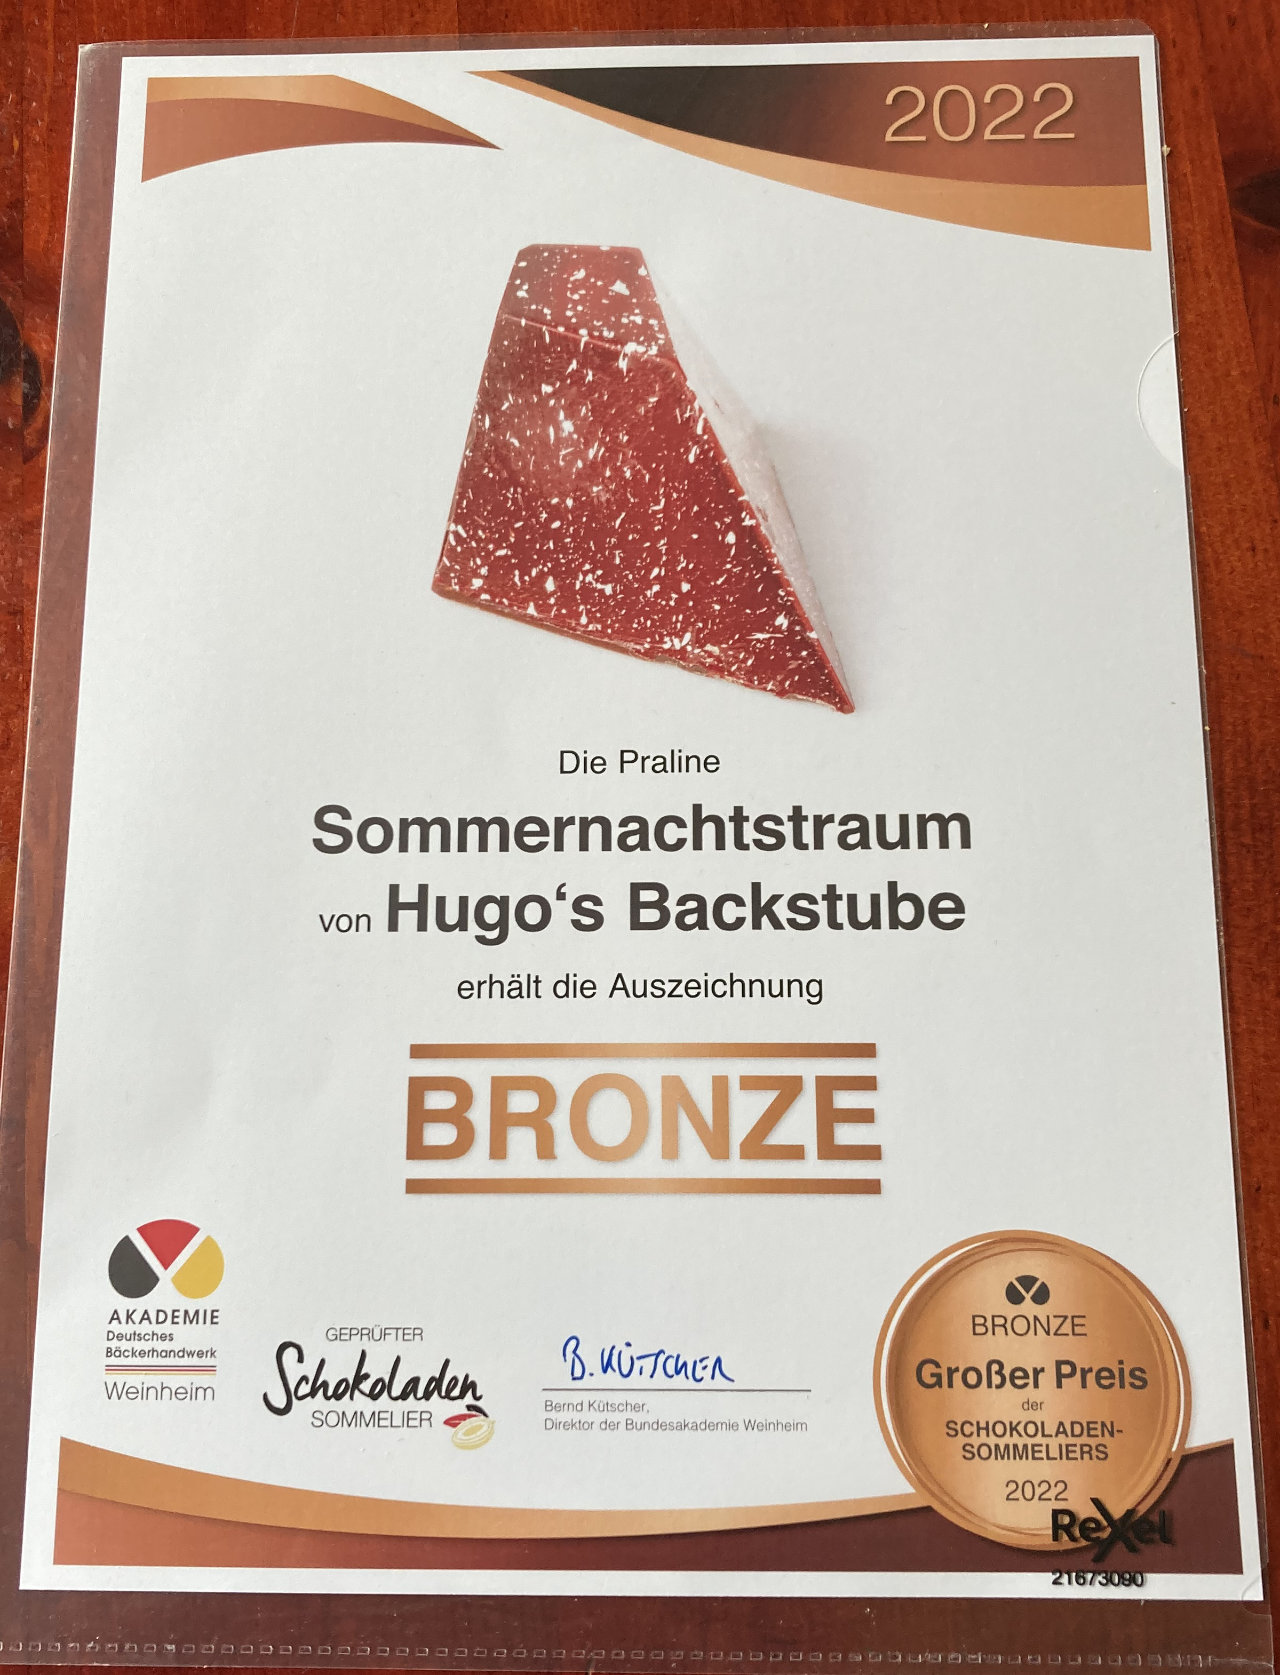 2022
Die Praline
Sommernachtstraum
von Hugo‘s Backstube
erhält die Auszeichnung
BRONZE
AKADEMIE
Deutsches
Bäckerhandwerk
Weinheim
GEPRÜFTER
Schokoladen
SOMMELIER
B. KÜTSCHER
Bernd Kütscher,
Direktor der Bundesakademie Weinheim
BRONZE
Großer Preis
der
SCHOKOLADEN-
SOMMELIERS
2022
Rexel
21673090